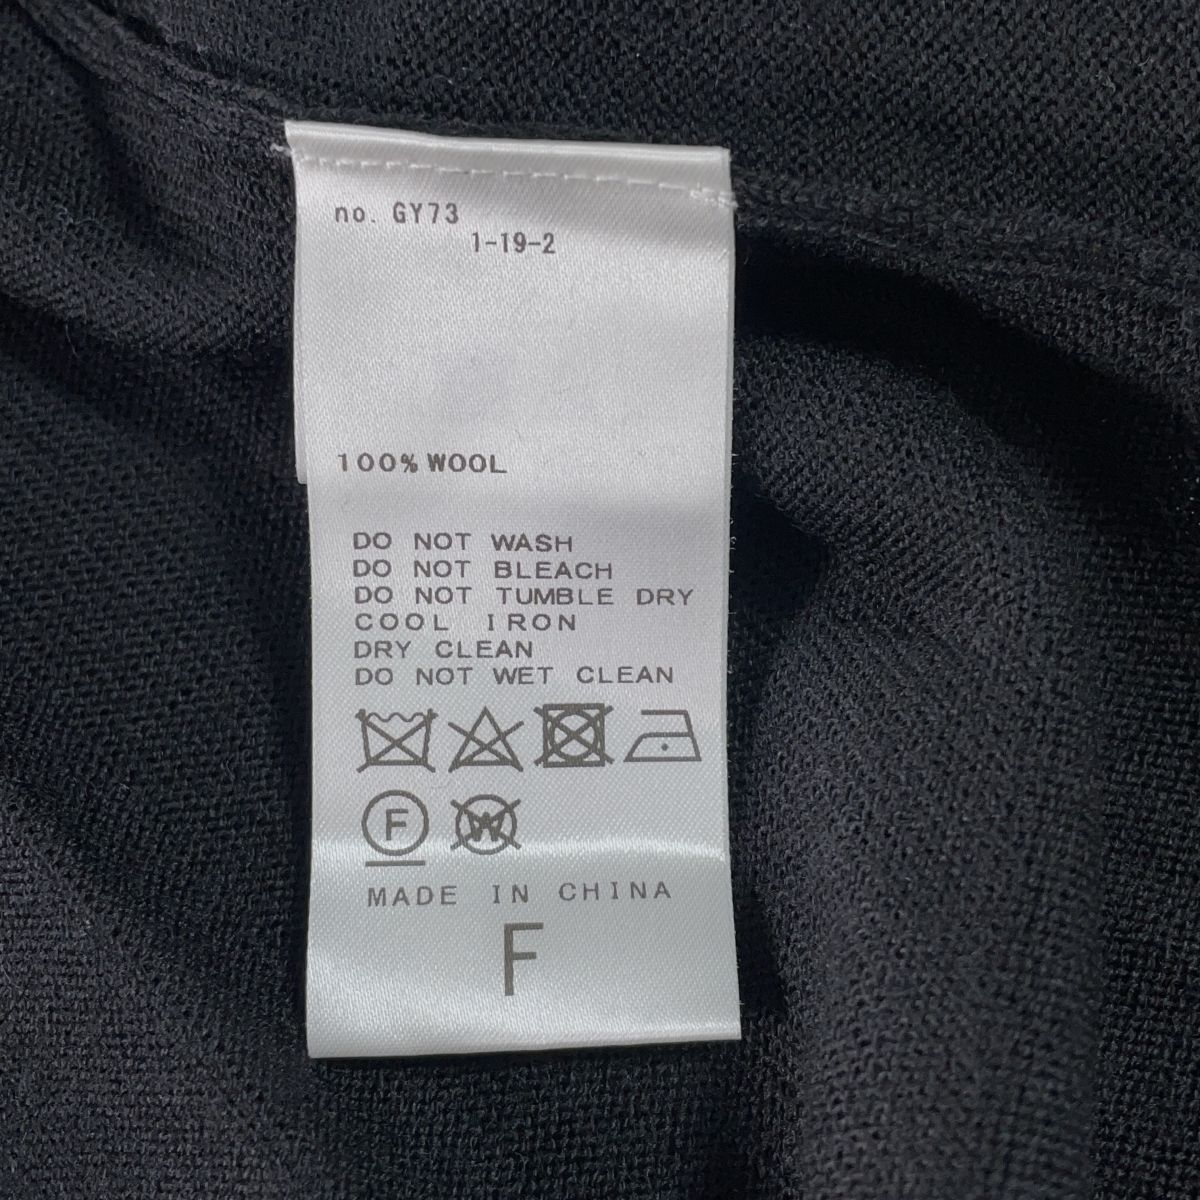 no. GY73
1-19-2
100% WOOL
DO NOT WASH
DO NOT BLEACH
DO NOT TUMBLE DRY
COOL IRON
DRY CLEAN
DO NOT WET CLEAN
F W
MADE IN CHINA
F